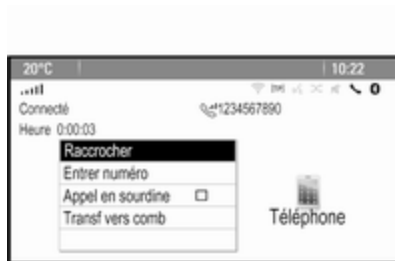 20°C 10:22
Connecté 1234567890
Heure 0:00:03
Raccrocher
Entrer numéro
Appel en sourdine
Transf vers comb
Téléphone